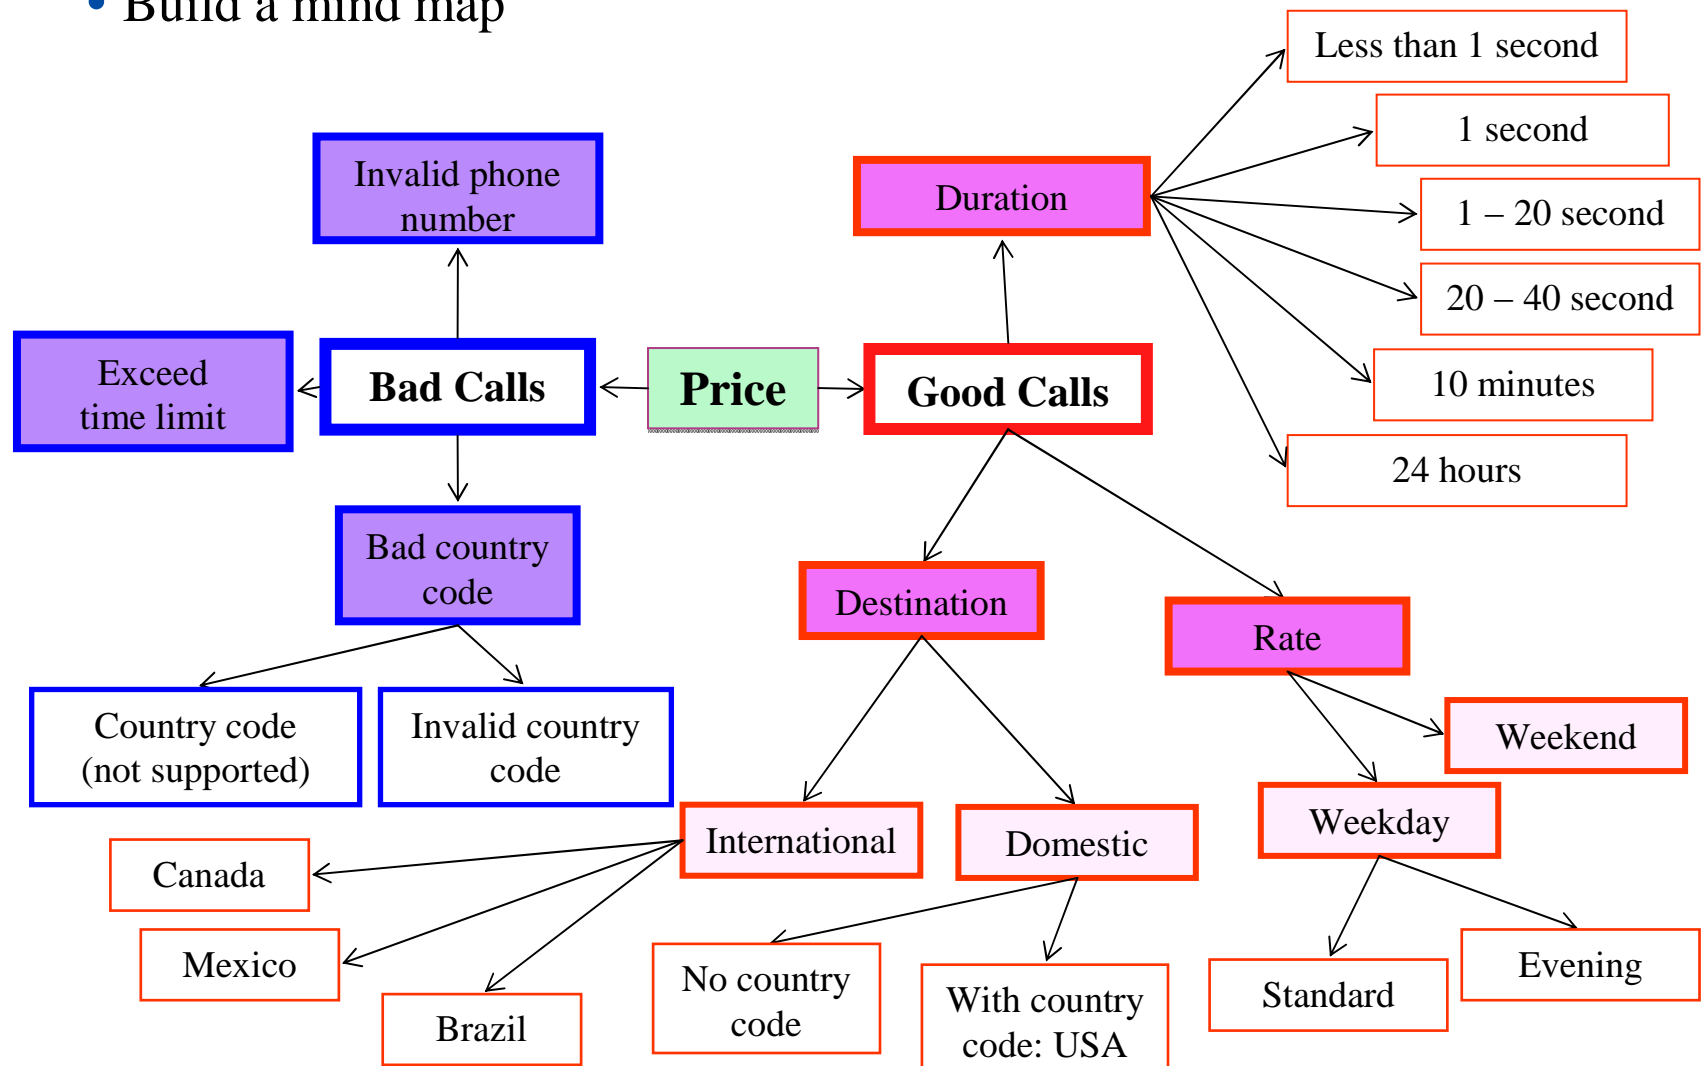 • Build a mind map
Less than 1 second
1 second
Invalid phone
number
Duration
1 – 20 second
20 – 40 second
Exceed
time limit
Bad Calls
Price
Good Calls
10 minutes
24 hours
Bad country
code
Destination
Rate
Country code
(not supported)
Invalid country
code
Weekend
International
Domestic
Weekday
Canada
Mexico
Brazil
No country
code
With country
code: USA
Standard
Evening